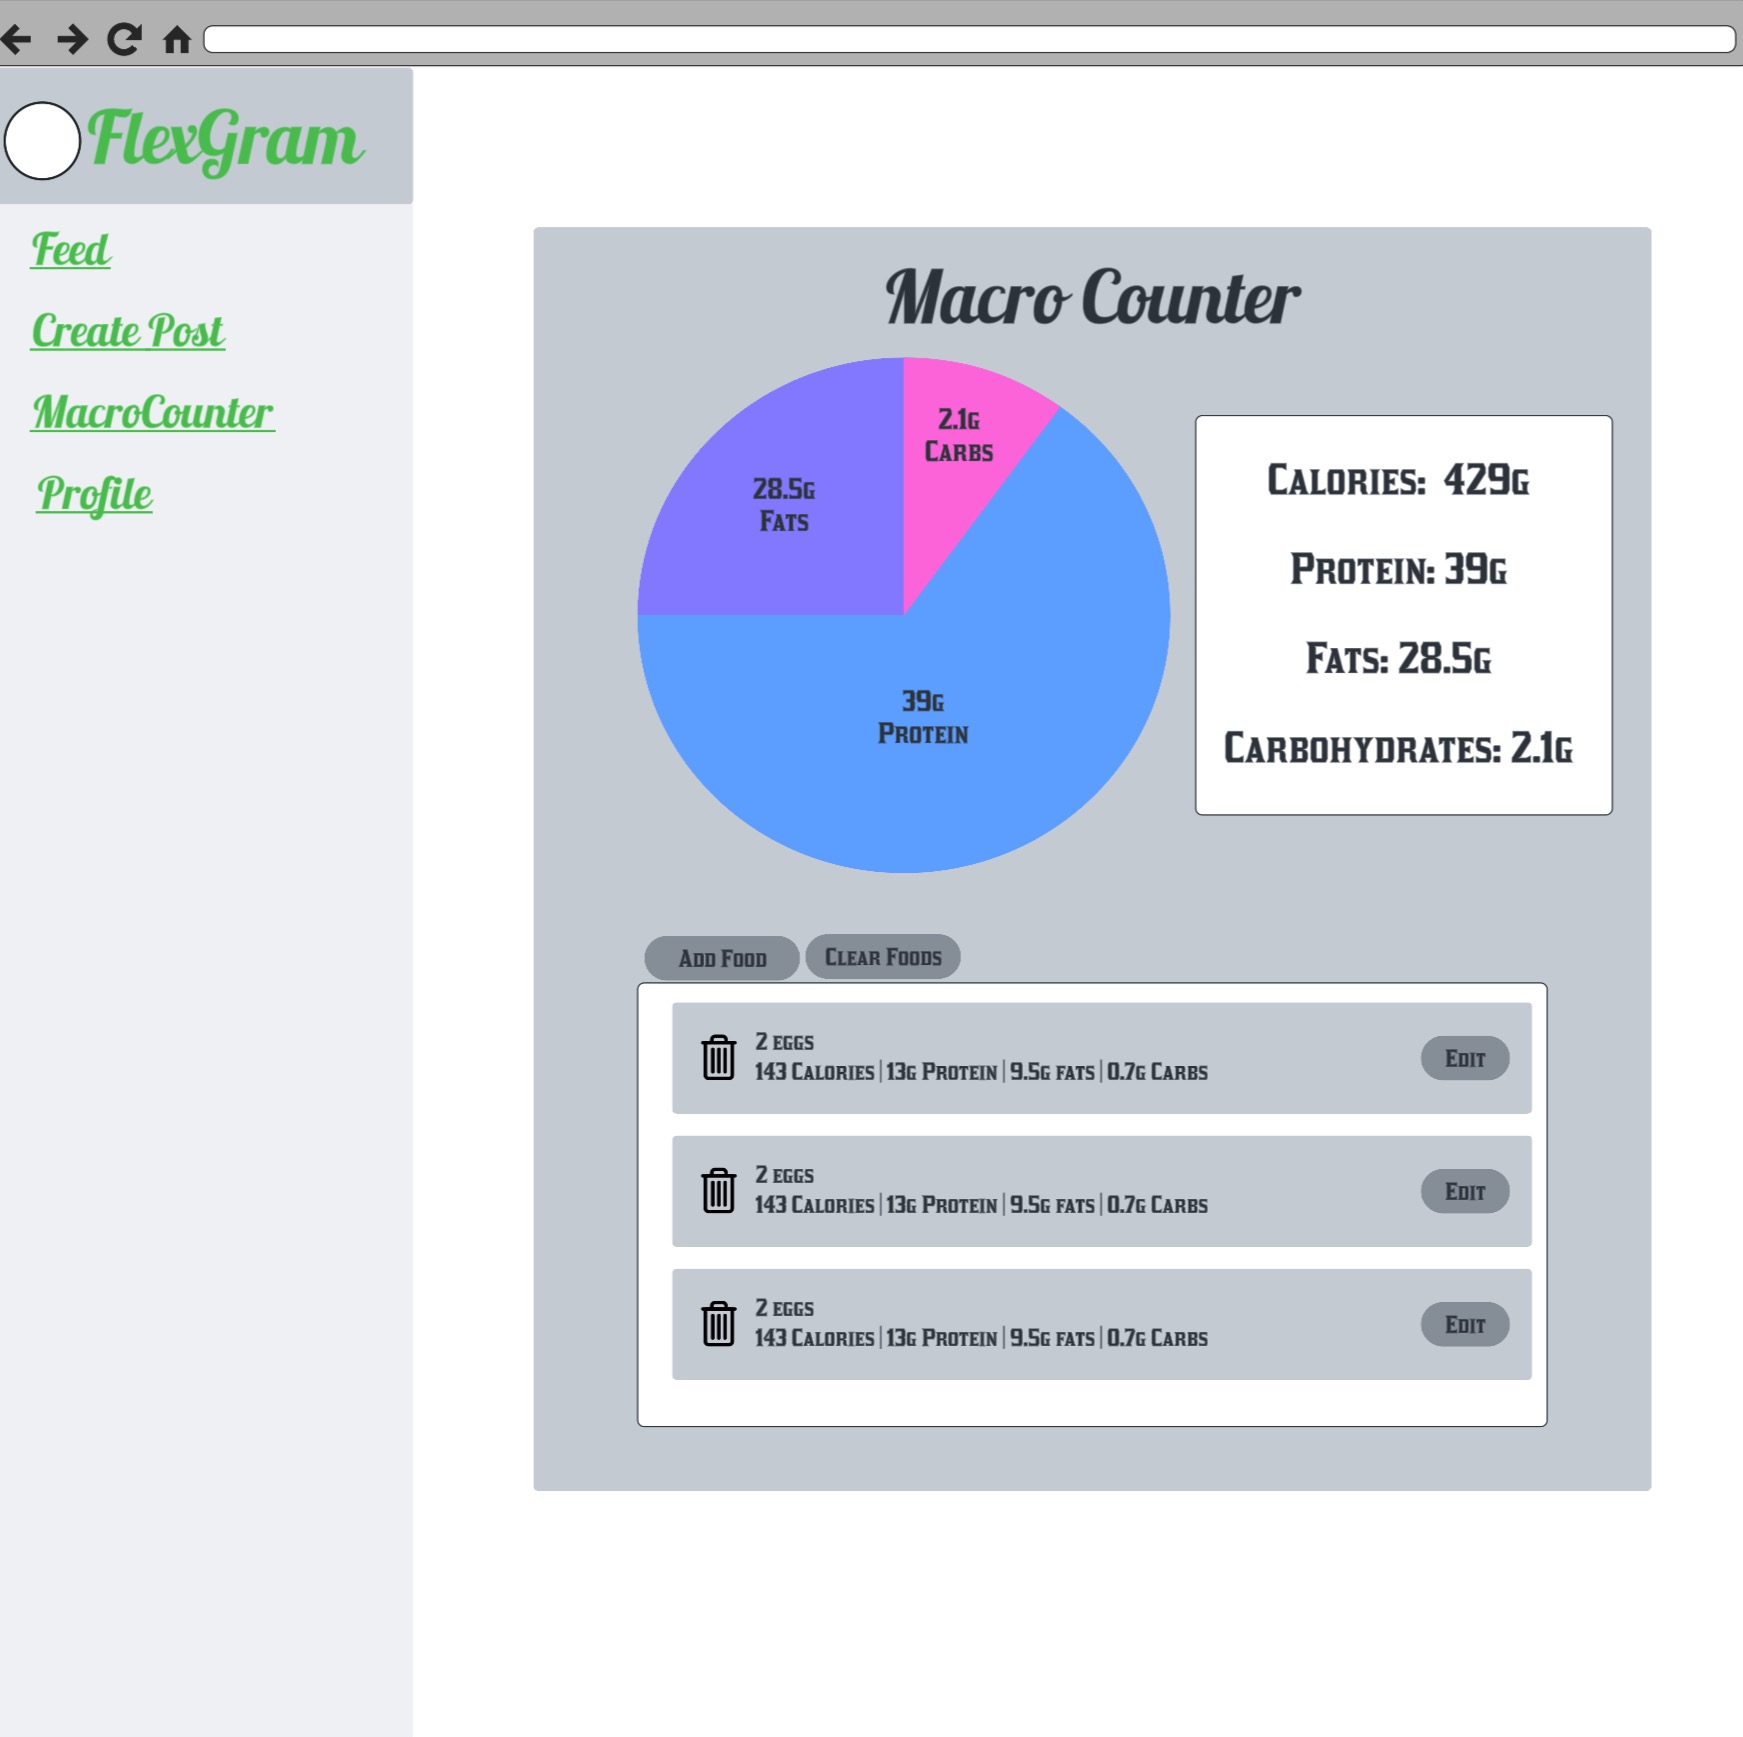 FlexGram
Feed
Create Post
MacroCounter
Profile
Macro Counter
2.1g
Carbs
28.5g
Fats
39g
Protein
Calories: 429g
Protein: 39g
Fats: 28.5g
Carbohydrates: 2.1g
Add Food
Clear Foods
2 eggs
143 Calories|13g Protein|9.5g fats|0.7g Carbs
Edit
2 eggs
143 Calories|13g Protein|9.5g fats|0.7g Carbs
Edit
2 eggs
143 Calories|13g Protein|9.5g fats|0.7g Carbs
Edit